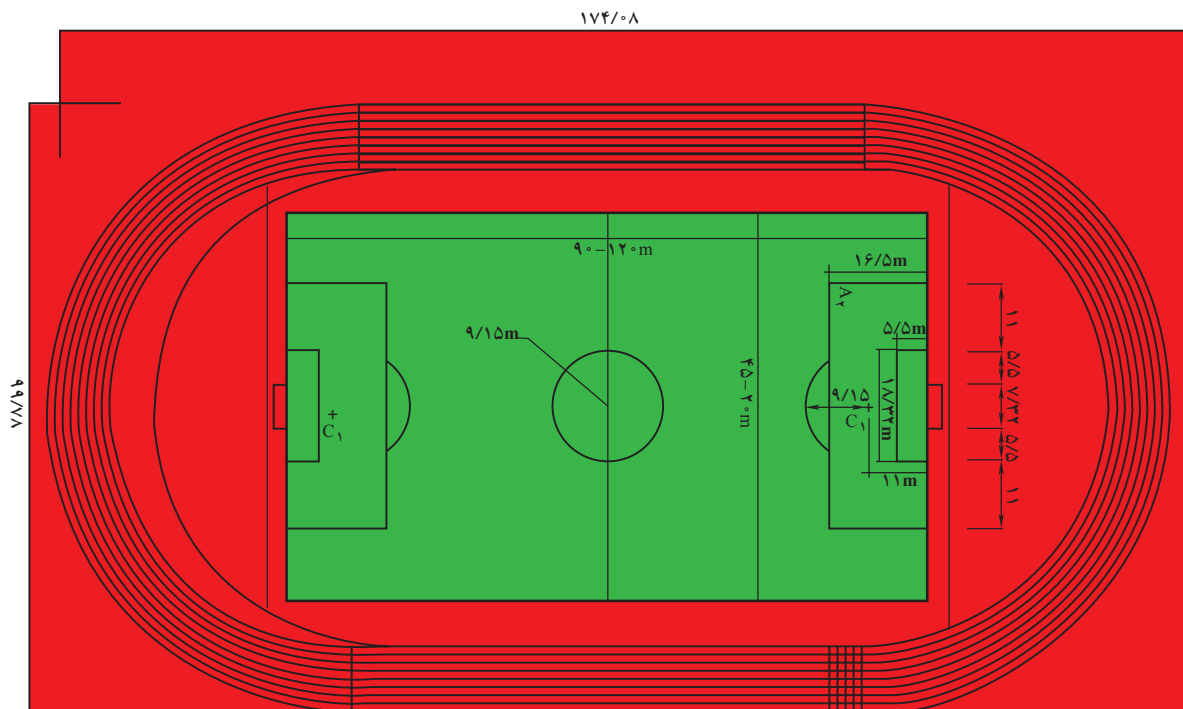 ۱۷۴/۰۸
۹۹/۷۸
۹۰–۱۲۰m
۱۶/۵m
A۲
۵/۵m
۹/۱۵m
۴۵–۲۰m
۹/۱۵
C۱
۱۸/۳۲m
۱۱m
C۱
۱۱
۵/۵
۷/۳۲
۵/۵
۱۱